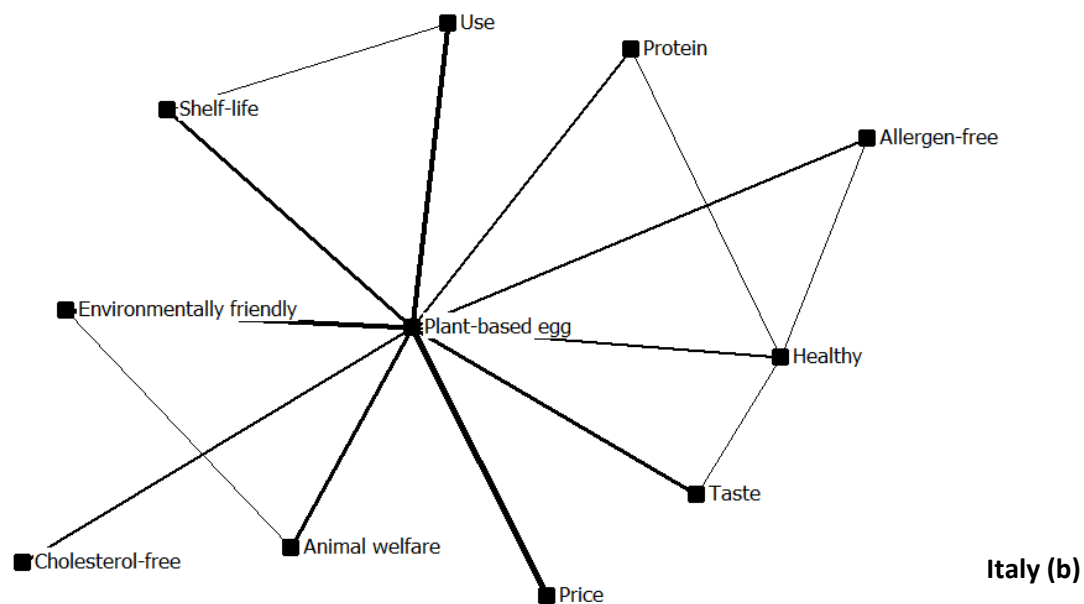 Use
Protein
Shelf-life
Allergen-free
Environmentally friendly
Plant-based egg
Healthy
Taste
Animal welfare
Cholesterol-free
Italy (b)
Price